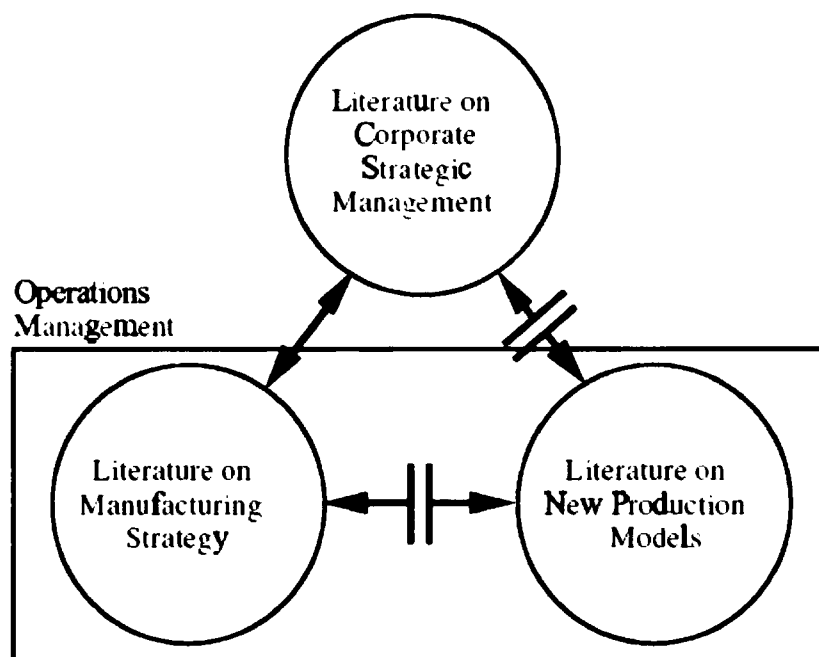 Literature on
Corporate
Strategic
Management
Operations
Management
Literature on
Manufacturing
Strategy
Literature on
New Production
Models